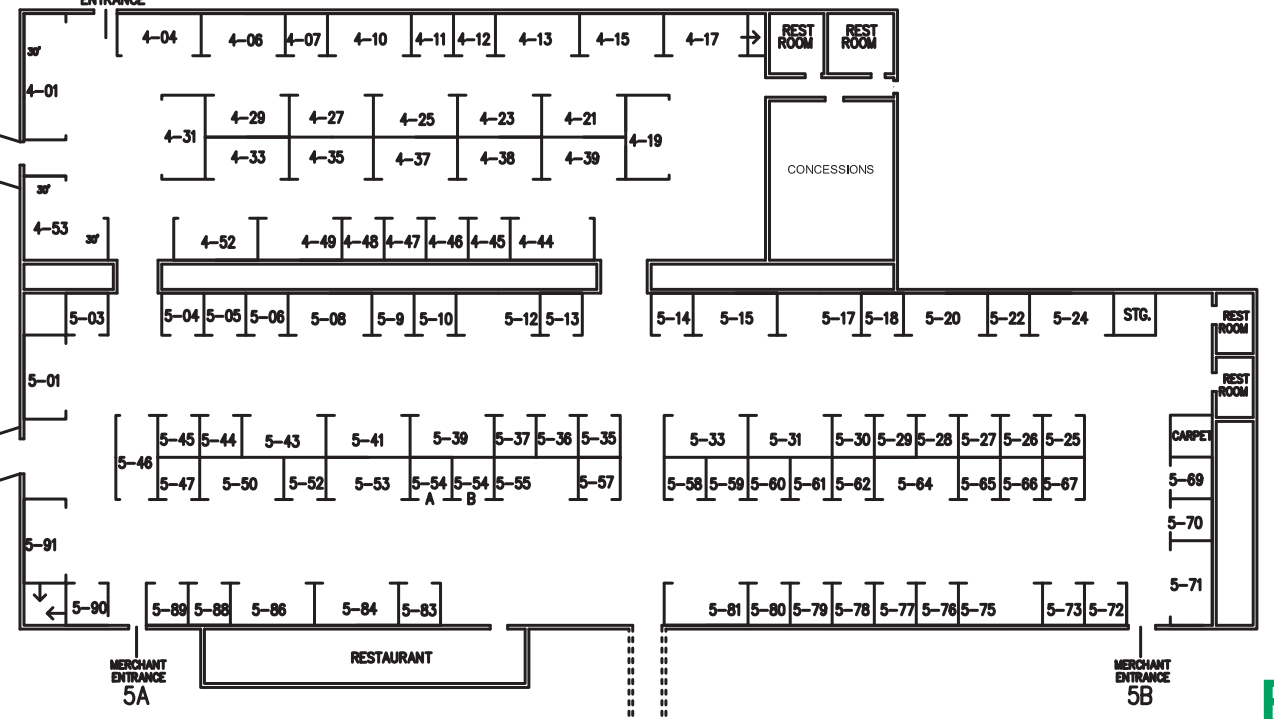 ENTRANCE
4-04 4-06 4-07 4-10 4-11 4-12 4-13 4-15 4-17
REST
ROOM
REST
ROOM
30'
4-01
4-31
4-29 4-27 4-25 4-23 4-21
4-19
4-33 4-35 4-37 4-38 4-39
CONCESSIONS
30'
4-53
30'
4-52 4-49 4-48 4-47 4-46 4-45 4-44
5-03 5-04 5-05 5-06 5-08 5-9 5-10 5-12 5-13 5-14 5-15 5-17 5-18 5-20 5-22 5-24 STG.
REST
ROOM
REST
ROOM
5-01
5-46
5-45 5-44 5-43 5-41 5-39 5-37 5-36 5-35 5-33 5-31 5-30 5-29 5-28 5-27 5-26 5-25
CARPET
5-47 5-50 5-52 5-53 5-54 5-54 5-55 5-57 5-58 5-59 5-60 5-61 5-62 5-64 5-65 5-66 5-67
A B
5-69
5-70
5-71
5-91
5-90 5-89 5-88 5-86 5-84 5-83 5-81 5-80 5-79 5-78 5-77 5-76 5-75 5-73 5-72
RESTAURANT
MERCHANT
ENTRANCE
5A
MERCHANT
ENTRANCE
5B